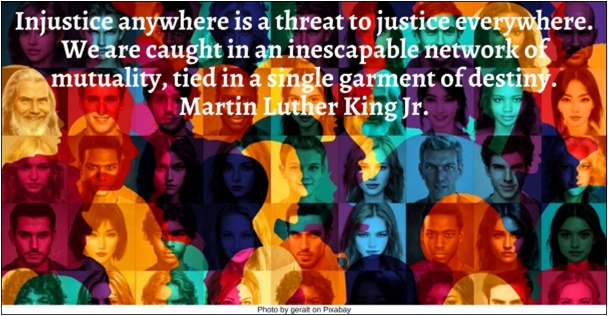 Injustice anywhere is a threat to justice everywhere.
We are caught in an inescapable network of
mutuality, tied in a single garment of destiny.
Martin Luther King Jr.
Photo by geralt on Pixabay